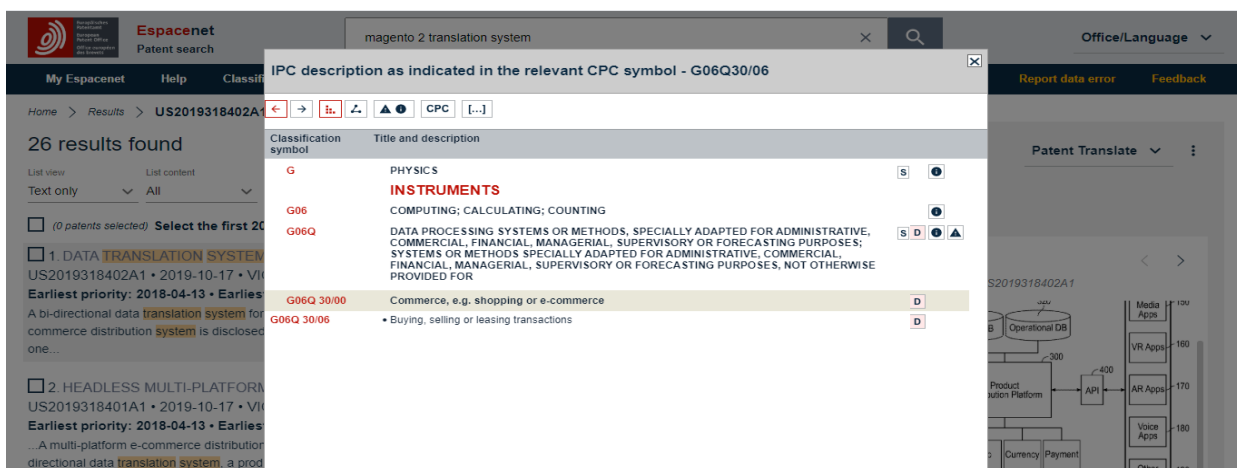 Espacenet
Patent search
magento 2 translation system
Office/Language
My Espacenet Help Classifi
Report data error Feedback
IPC description as indicated in the relevant CPC symbol - G06Q30/06
Home > Results > US2019318402A1
CPC [...]
26 results found
Classification symbol Title and description
Patent Translate
List view List content
Text only All
G PHYSICS S
INSTRUMENTS
G06 COMPUTING; CALCULATING; COUNTING
(0 patents selected) Select the first 20
G06Q DATA PROCESSING SYSTEMS OR METHODS, SPECIALLY ADAPTED FOR ADMINISTRATIVE, S D
COMMERCIAL, FINANCIAL, MANAGERIAL, SUPERVISORY OR FORECASTING PURPOSES;
SYSTEMS OR METHODS SPECIALLY ADAPTED FOR ADMINISTRATIVE, COMMERCIAL,
FINANCIAL, MANAGERIAL, SUPERVISORY OR FORECASTING PURPOSES, NOT OTHERWISE
PROVIDED FOR
G06Q 30/00 Commerce, e.g. shopping or e-commerce D
G06Q 30/06 • Buying, selling or leasing transactions D
1. DATA TRANSLATION SYSTEM
US2019318402A1 • 2019-10-17 • VI
Earliest priority: 2018-04-13 • Earlies
A bi-directional data translation system for
commerce distribution system is disclosed
one...
2. HEADLESS MULTI-PLATFORM
US2019318401A1 • 2019-10-17 • VI
Earliest priority: 2018-04-13 • Earlies
...A multi-platform e-commerce distribution
directional data translation system, a prod
S2019318402A1
320
B Operational DB
Media Apps 150
300
VR Apps 160
400
Product
ution Platform
API
AR Apps 170
Voice Apps 180
Currency Payment
Other